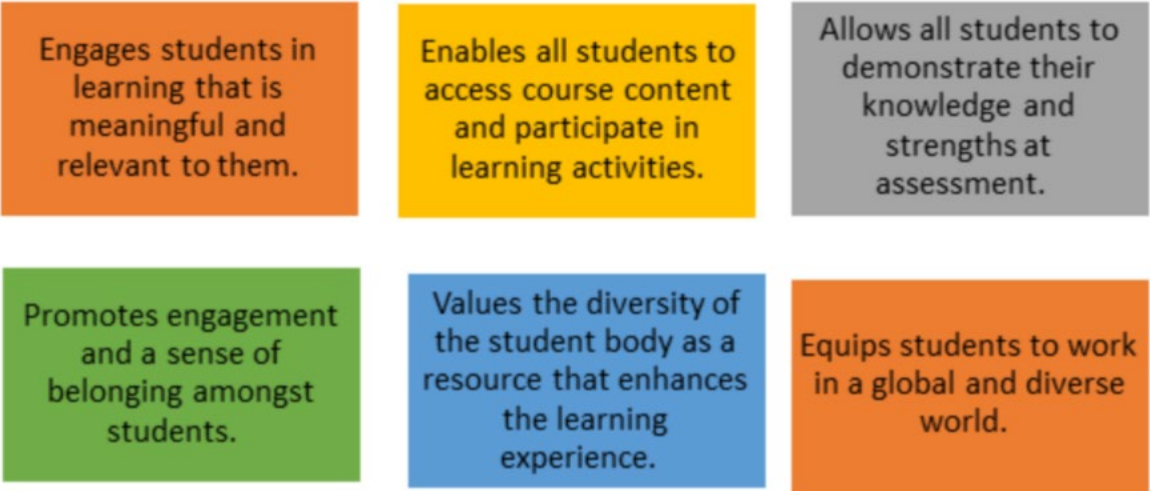 Engages students in
learning that is
meaningful and
relevant to them.
Enables all students to
access course content
and participate in
learning activities.
Allows all students to
demonstrate their
knowledge and
strengths at
assessment.
Promotes engagement
and a sense of
belonging amongst
students.
Values the diversity of
the student body as a
resource that enhances
the learning
experience.
Equips students to work
in a global and diverse
world.